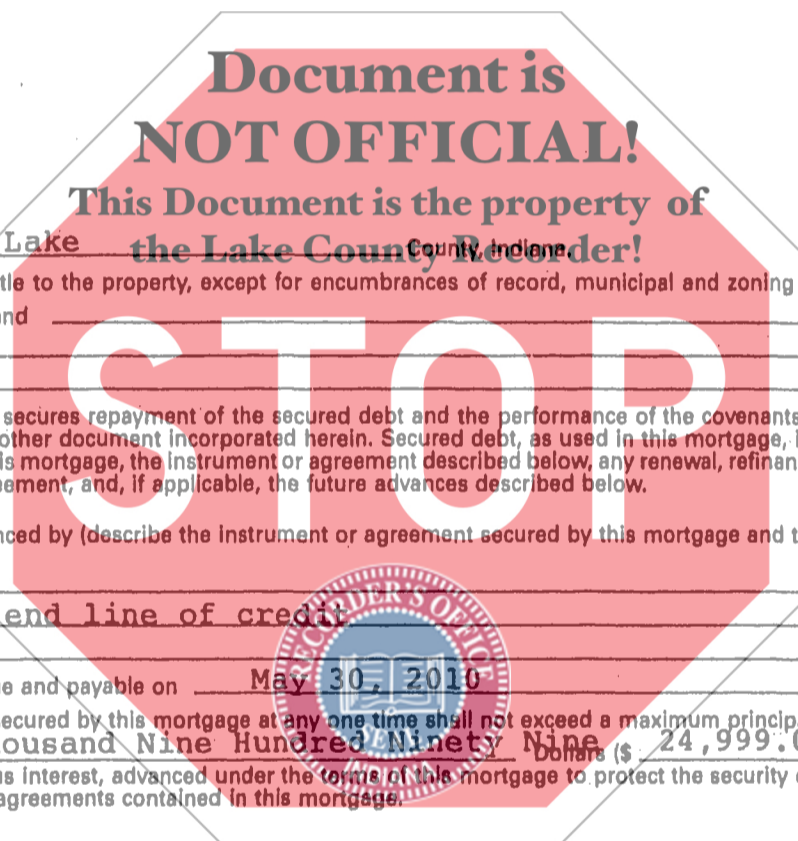 Document is
NOT OFFICIAL!
This Document is the property of
the Lake County Recorder!
Lake County, Indiana,
tle to the property, except for encumbrances of record, municipal and zoning
nd
STOP
secures repayment of the secured debt and the performance of the covenants
other document incorporated herein. Secured debt, as used in this mortgage, i
is mortgage, the instrument or agreement described below, any renewal, refinan
ement, and, if applicable, the future advances described below.
nced by (describe the instrument or agreement secured by this mortgage and t
end line of credit
RECORDER'S OFFICE
e and payable on May 30, 2010
ecured by this mortgage at any one time shall not exceed a maximum princip
ousand Nine Hundred Ninety Nine Dollars ($ 24,999.0
SEAL
s interest, advanced under the terms of this mortgage to protect the security
INDIANA
agreements contained in this mortgage.